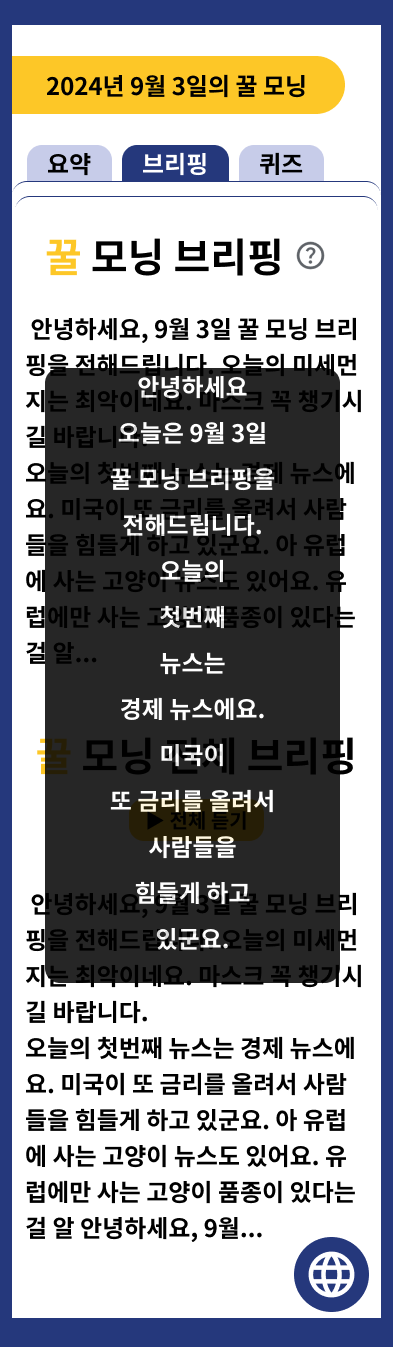 2024년 9월 3일의 꿀 모닝
요약 브리핑 퀴즈
꿀 모닝 브리핑
안녕하세요, 9월 3일 꿀 모닝 브리
핑을 전해드립니다. 오늘의 미세먼
지는 최악이네요. 마스크 꼭 챙기시
길 바랍니다.
오늘의 첫번째 뉴스는 경제 뉴스에
요. 미국이 또 금리를 올려서 사람
들을 힘들게 하고 있군요. 아 유럽
에 사는 고양이 뉴스도 있어요. 유
럽에만 사는 고양이 품종이 있다는
걸 알...
안녕하세요
오늘은 9월 3일
꿀 모닝 브리핑을
전해드립니다.
오늘의
첫번째
뉴스는
경제 뉴스에요.
미국이
또 금리를 올려서
사람들을
힘들게 하고
있군요.
꿀 모닝 전체 브리핑
▶ 전체 듣기
안녕하세요, 9월 3일 꿀 모닝 브리
핑을 전해드립니다. 오늘의 미세먼
지는 최악이네요. 마스크 꼭 챙기시
길 바랍니다.
오늘의 첫번째 뉴스는 경제 뉴스에
요. 미국이 또 금리를 올려서 사람
들을 힘들게 하고 있군요. 아 유럽
에 사는 고양이 뉴스도 있어요. 유
럽에만 사는 고양이 품종이 있다는
걸 알 안녕하세요, 9월...